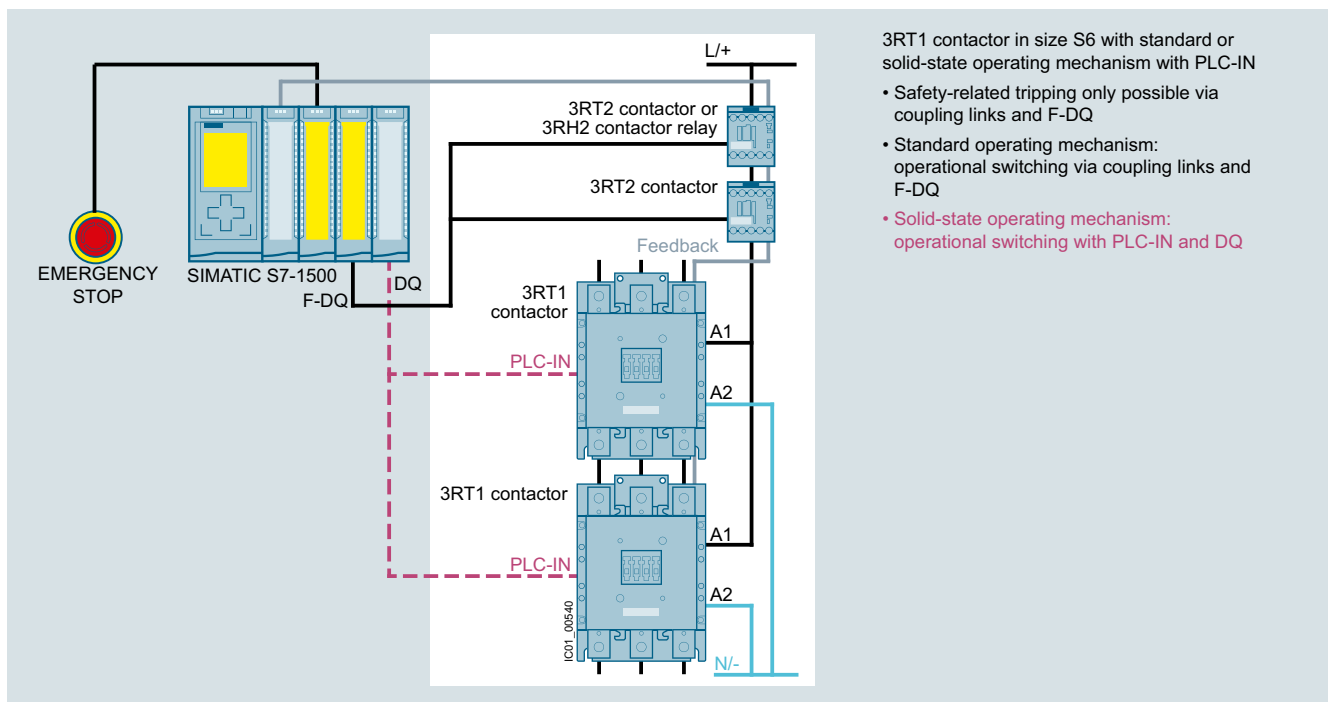 L/+
3RT2 contactor or
3RH2 contactor relay
3RT2 contactor
Feedback
EMERGENCY
STOP
SIMATIC S7-1500
F-DQ
DQ
3RT1
contactor
A1
PLC-IN
A2
3RT1 contactor
A1
PLC-IN
A2
IC01_00540
N/-
3RT1 contactor in size S6 with standard or
solid-state operating mechanism with PLC-IN
• Safety-related tripping only possible via
coupling links and F-DQ
• Standard operating mechanism:
operational switching via coupling links and
F-DQ
• Solid-state operating mechanism:
operational switching with PLC-IN and DQ